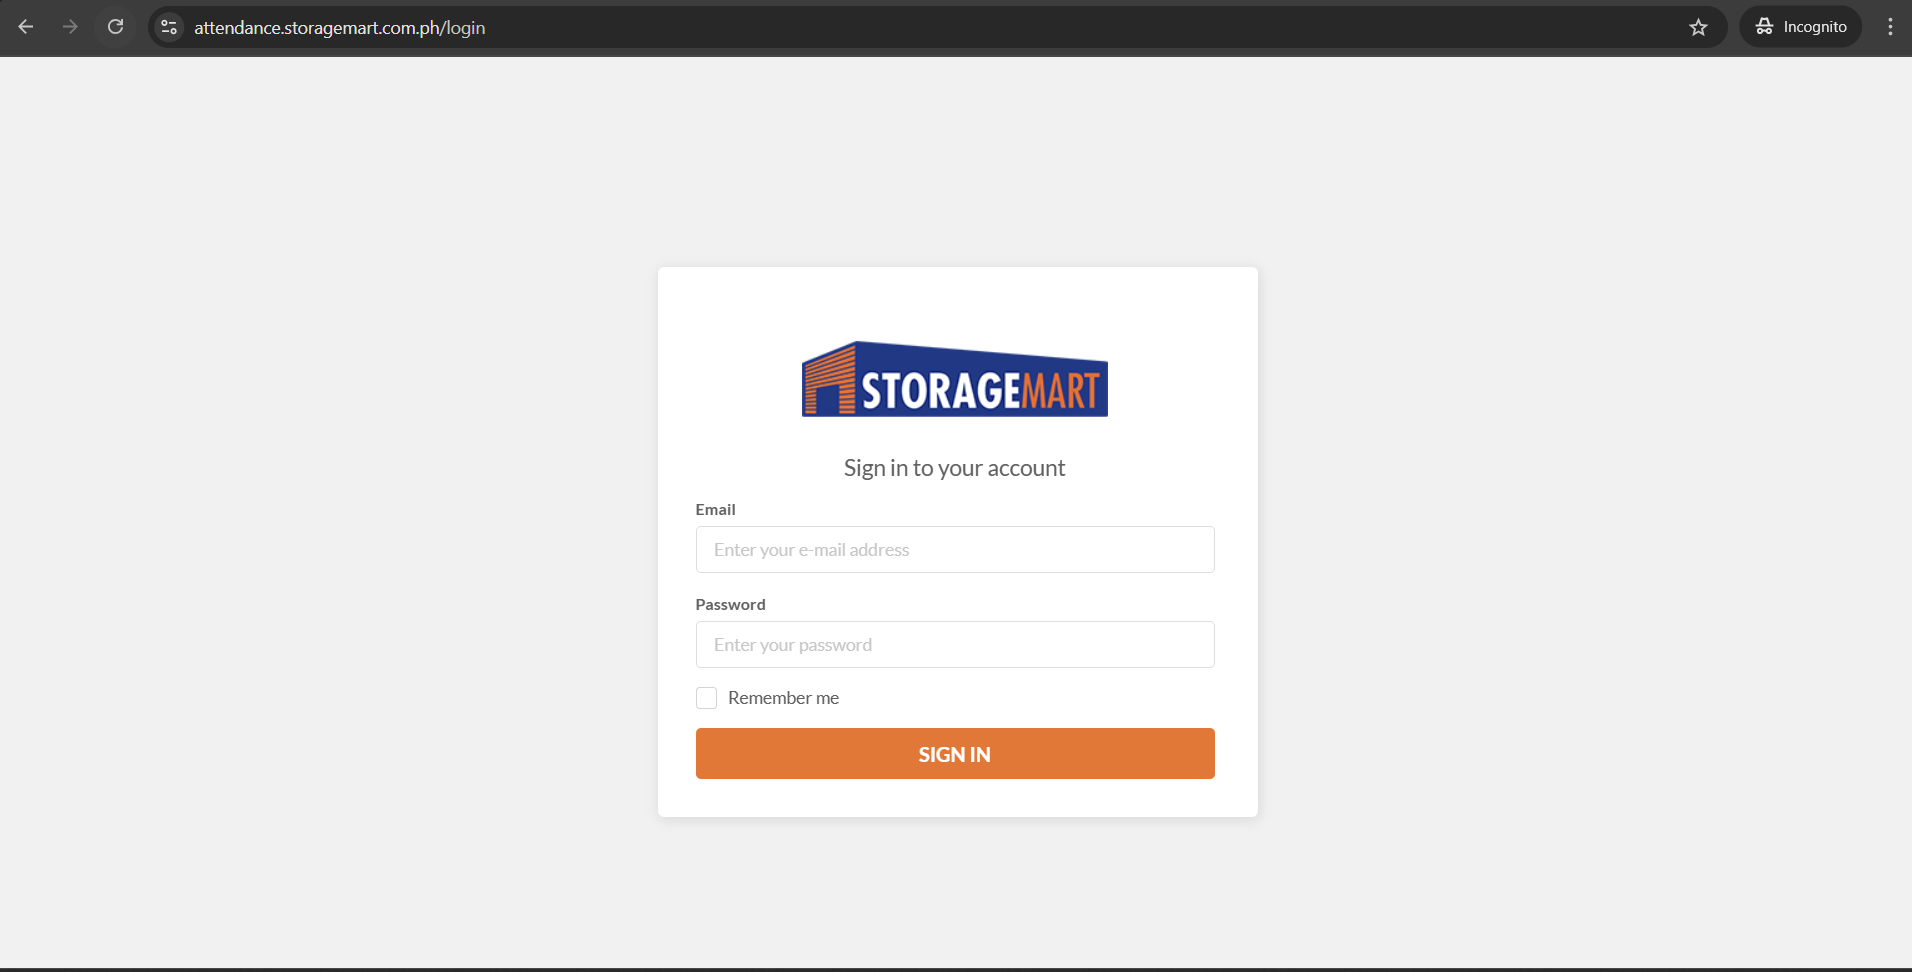 attendance.storagemart.com.ph/login
Incognito
STORAGEMART
Sign in to your account
Email
Enter your e-mail address
Password
Enter your password
Remember me
SIGN IN